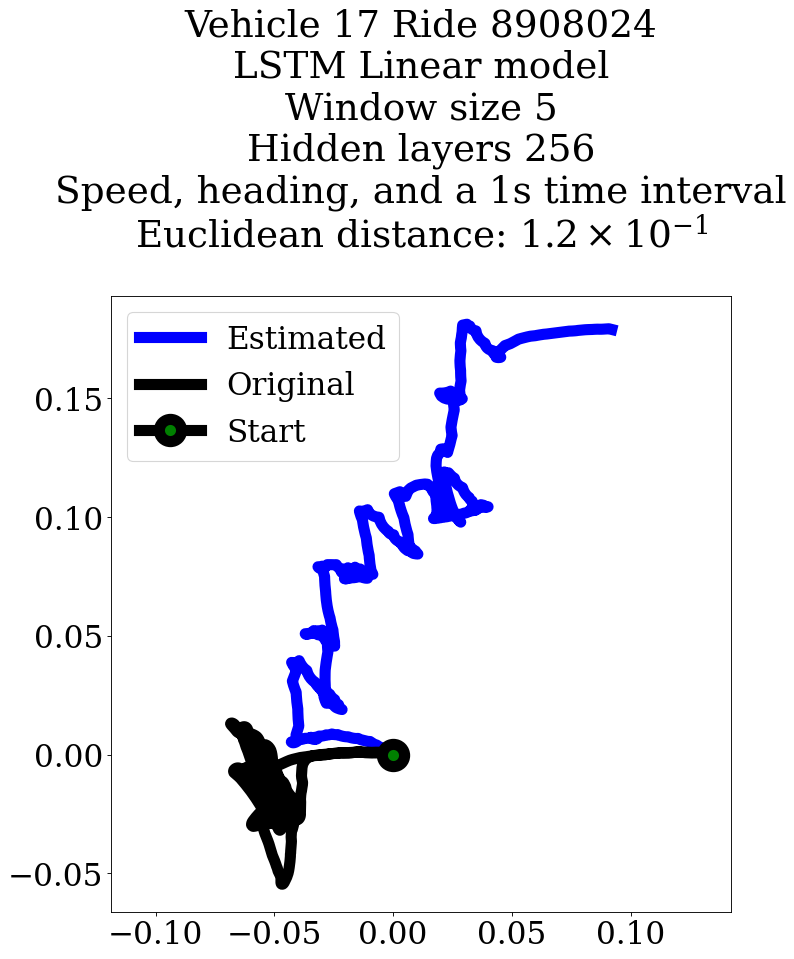 Vehicle 17 Ride 8908024
LSTM Linear model
Window size 5
Hidden layers 256
Speed, heading, and a 1s time interval
Euclidean distance: 1.2 × 10⁻¹
Estimated
Original
Start
0.15
0.10
0.05
0.00
−0.05
−0.10 −0.05 0.00 0.05 0.10